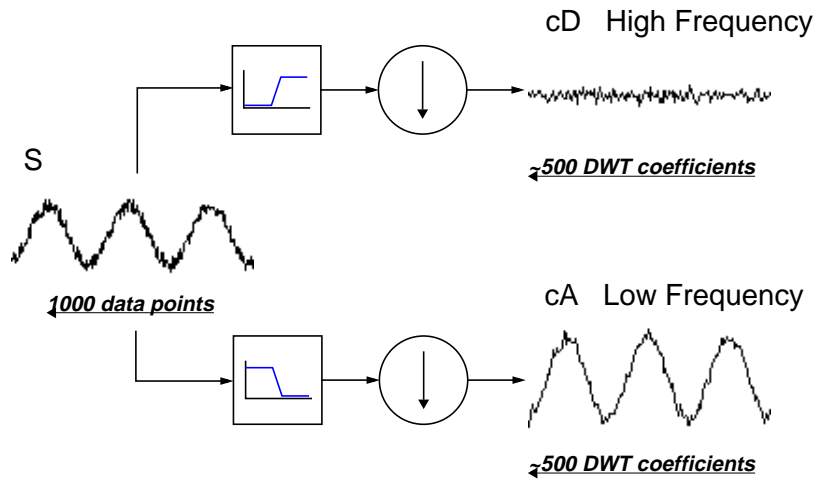 cD High Frequency
~500 DWT coefficients
S
1000 data points
cA Low Frequency
~500 DWT coefficients